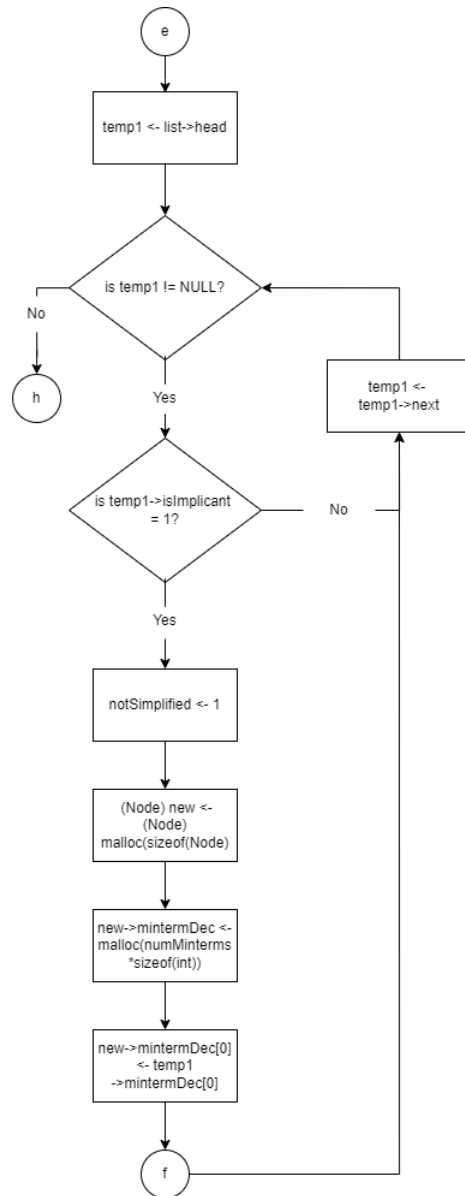 e
temp1 <- list->head
is temp1 != NULL?
No
h
Yes
temp1 <-
temp1->next
is temp1->isImplicant
= 1?
No
Yes
notSimplified <- 1
(Node) new <-
(Node)
malloc(sizeof(Node)
new->mintermDec <-
malloc(numMinterms
*sizeof(int))
new->mintermDec[0]
<- temp1
->mintermDec[0]
f